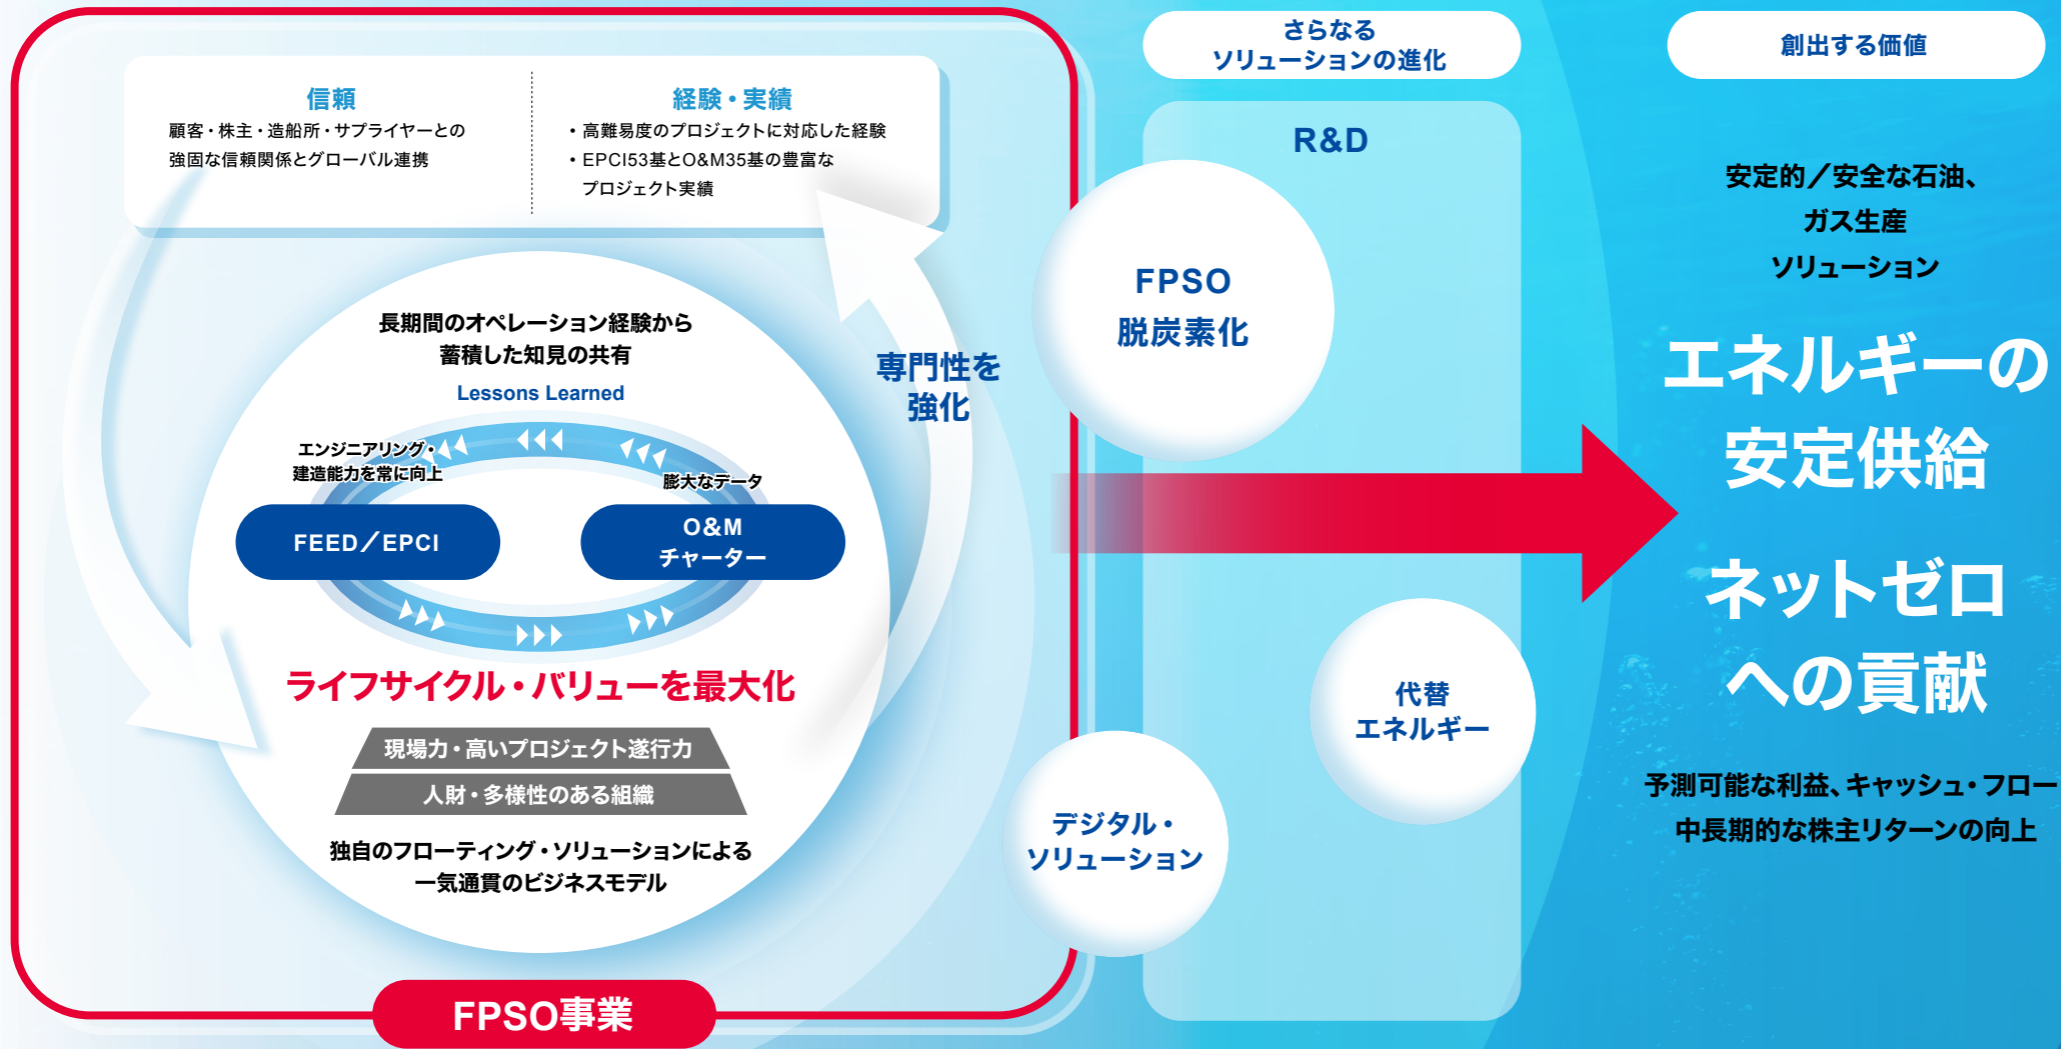 信頼
顧客・株主・造船所・サプライヤーとの
強固な信頼関係とグローバル連携
経験・実績
・高難易度のプロジェクトに対応した経験
・EPCI53基とO&M35基の豊富な
プロジェクト実績
長期間のオペレーション経験から
蓄積した知見の共有
Lessons Learned
エンジニアリング・
建造能力を常に向上
膨大なデータ
FEED／EPCI
O&M
チャーター
ライフサイクル・バリューを最大化
現場力・高いプロジェクト遂行力
人財・多様性のある組織
独自のフローティング・ソリューションによる
一気通貫のビジネスモデル
専門性を
強化
FPSO事業
さらなる
ソリューションの進化
R&D
FPSO
脱炭素化
代替
エネルギー
デジタル・
ソリューション
創出する価値
安定的／安全な石油、
ガス生産
ソリューション
エネルギーの
安定供給
ネットゼロ
への貢献
予測可能な利益、キャッシュ・フロー
中長期的な株主リターンの向上